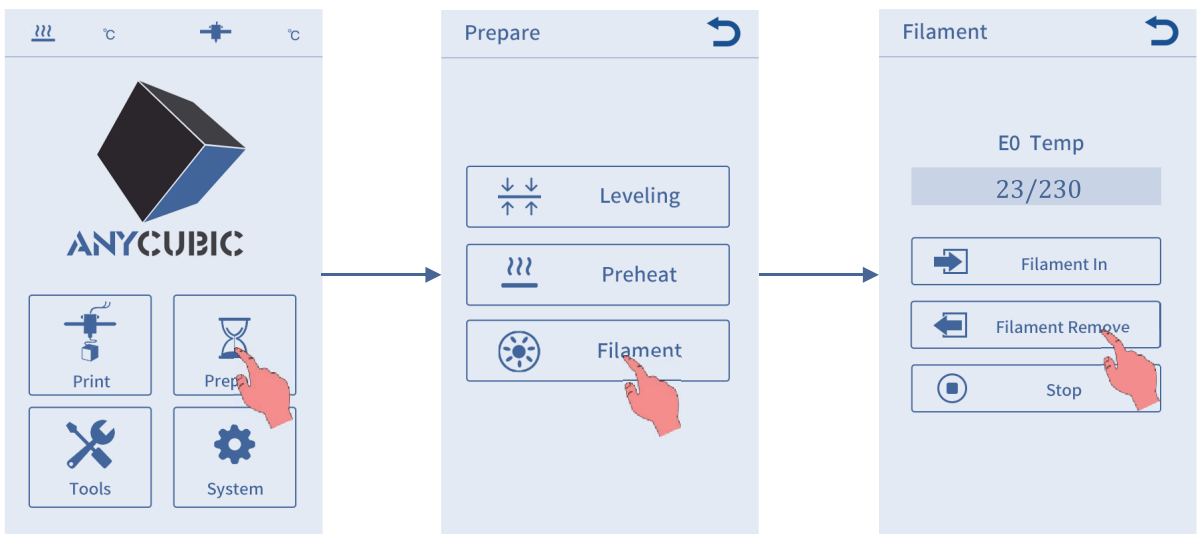 ℃ ℃
ANYCUBIC
Print
Prep
Tools
System
Prepare
Leveling
Preheat
Filament
Filament
E0 Temp
23/230
Filament In
Filament Remove
Stop